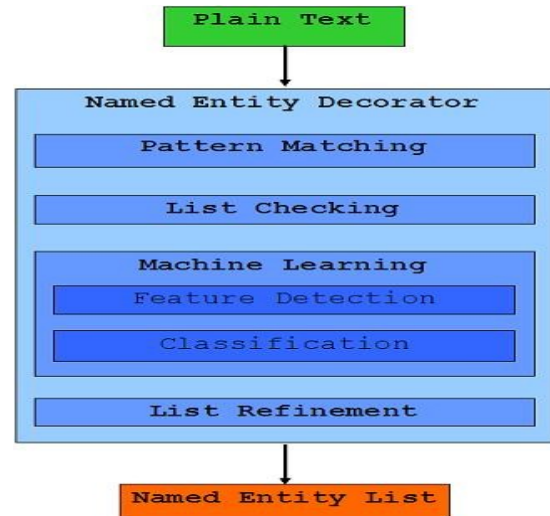 Plain Text
Named Entity Decorator
Pattern Matching
List Checking
Machine Learning
Feature Detection
Classification
List Refinement
Named Entity List